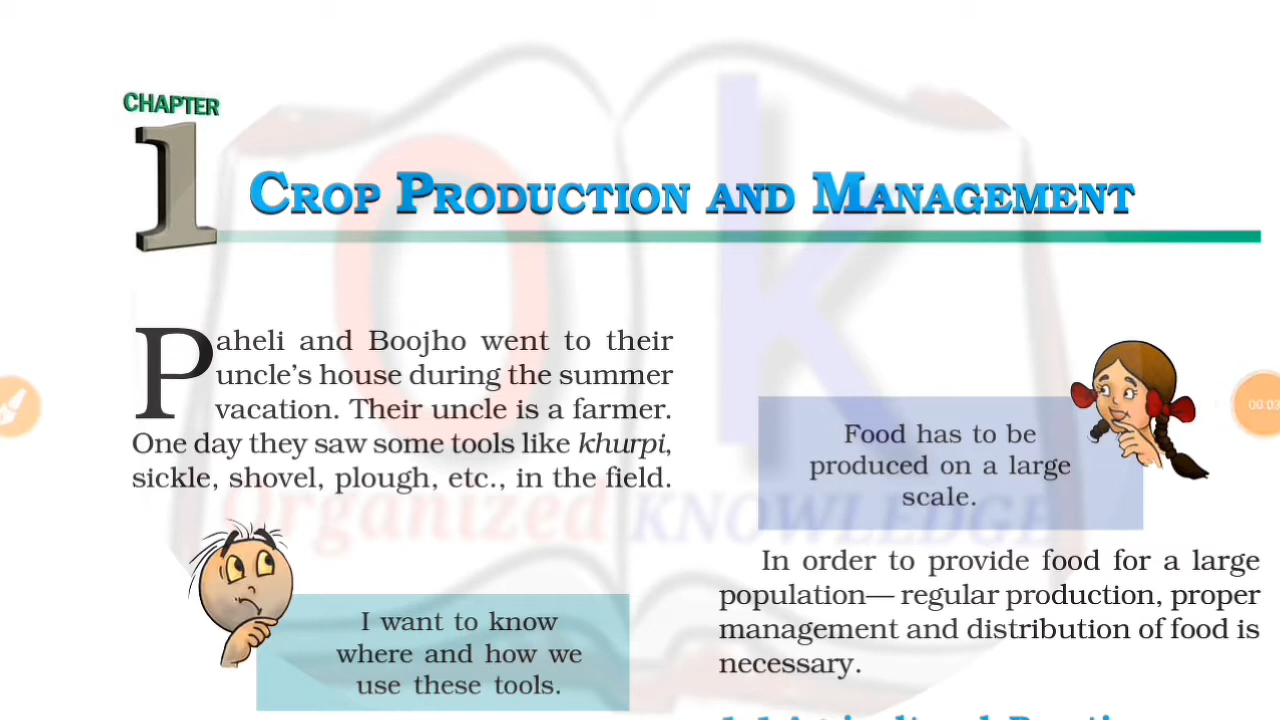 CHAPTER
1
CROP PRODUCTION AND MANAGEMENT
Paheli and Boojho went to their
uncle's house during the summer
vacation. Their uncle is a farmer.
One day they saw some tools like khurpi,
sickle, shovel, plough, etc., in the field.
I want to know
where and how we
use these tools.
Food has to be
produced on a large
scale.
In order to provide food for a large
population— regular production, proper
management and distribution of food is
necessary.
ok
Organized KNOWLEDGE
00:03